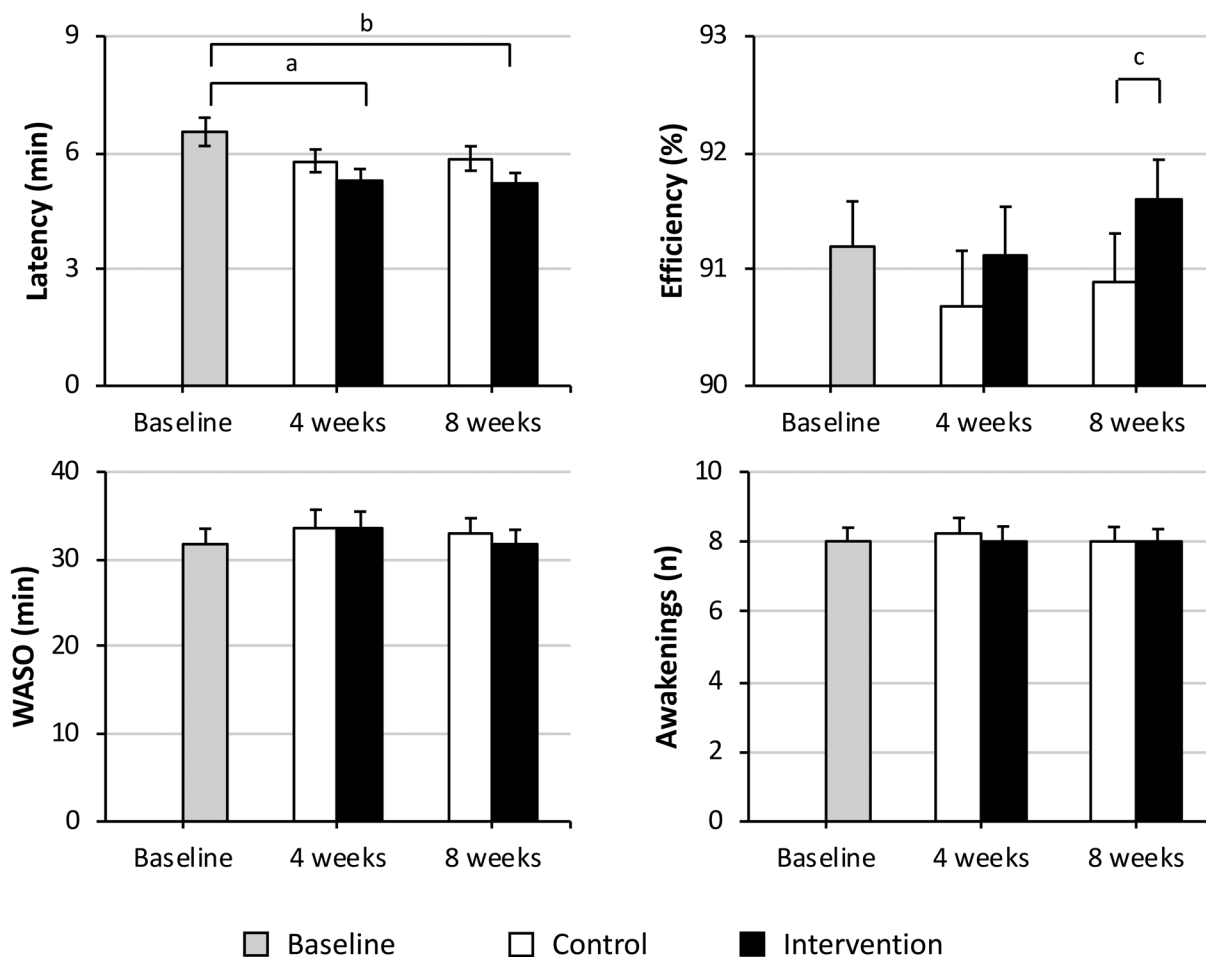 9
6
3
0
Latency (min)
a
b
Baseline 4 weeks 8 weeks
93
92
91
90
Efficiency (%)
c
Baseline 4 weeks 8 weeks
40
30
20
10
0
WASO (min)
Baseline 4 weeks 8 weeks
10
8
6
4
2
0
Awakenings (n)
Baseline 4 weeks 8 weeks
Baseline Control Intervention